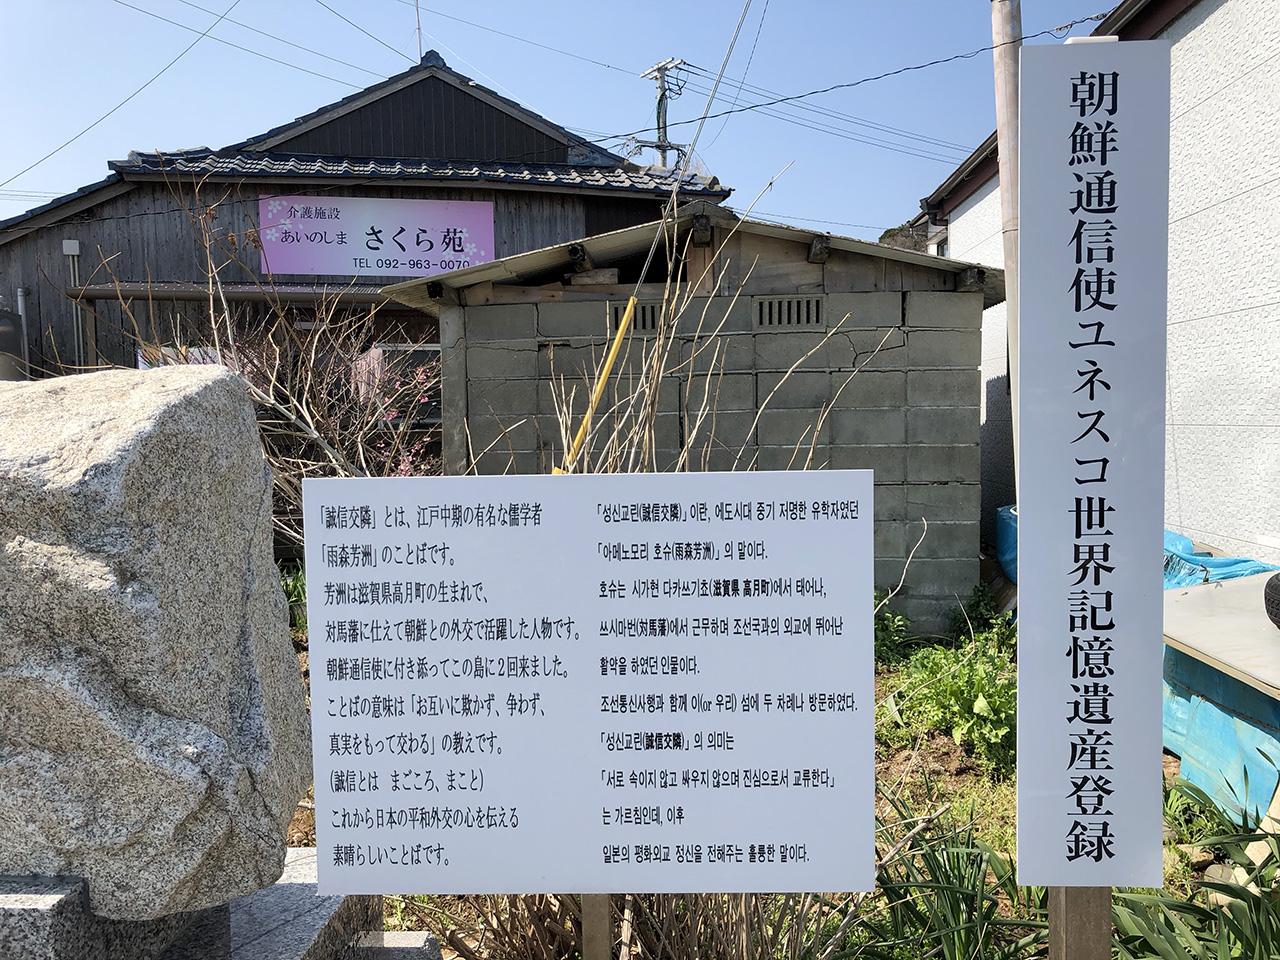 介護施設
あいのしま さくら苑
TEL 092-963-0070
「誠信交隣」とは、江戸中期の有名な儒学者
「雨森芳洲」のことばです。
芳洲は滋賀県高月町の生まれで、
対馬藩に仕えて朝鮮との外交で活躍した人物です。
朝鮮通信使に付き添ってこの島に2回来ました。
ことばの意味は「お互いに欺かず、争わず、
真実をもって交わる」の教えです。
(誠信とは まごころ、まこと)
これから日本の平和外交の心を伝える
素晴らしいことばです。
「성신교린(誠信交隣)」이란, 에도시대 중기 저명한 유학자였던
「아메노모리 호슈(雨森芳洲)」의 말이다.
호슈는 시가현 다카쓰기쵸(滋賀県 高月町)에서 태어나,
쓰시마번(対馬藩)에서 근무하며 조선국과의 외교에 뛰어난
활약을 하였던 인물이다.
조선통신사행과 함께 이(or 우리) 섬에 두 차례나 방문하였다.
「성신교린(誠信交隣)」의 의미는
「서로 속이지 않고 싸우지 않으며 진심으로서 교류한다」
는 가르침인데, 이후
일본의 평화외교 정신을 전해주는 훌륭한 말이다.
朝鮮通信使ユネスコ世界記憶遺産登録